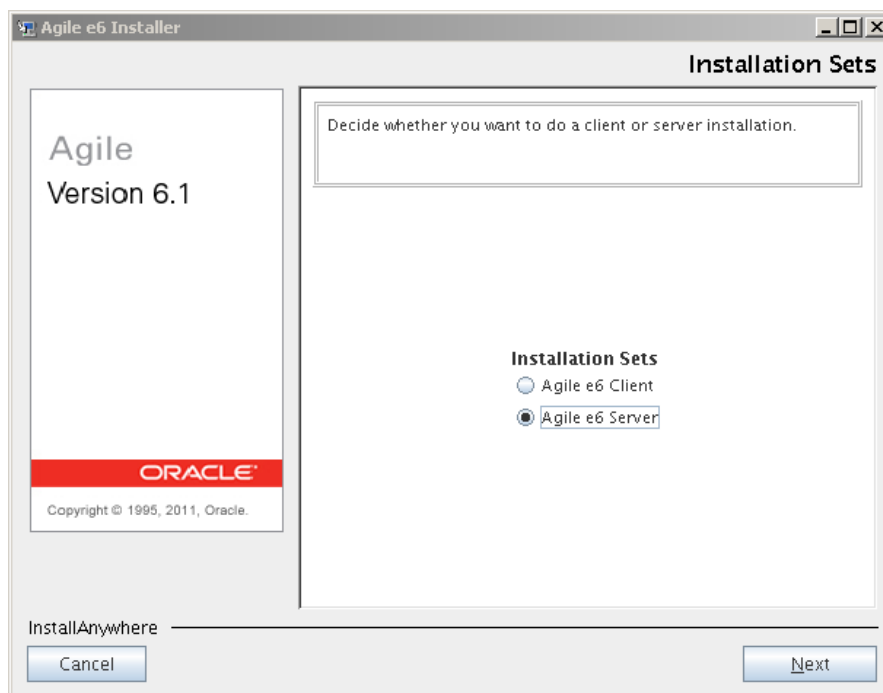 Agile e6 Installer
Installation Sets
Agile
Version 6.1
ORACLE
Copyright © 1995, 2011, Oracle.
Decide whether you want to do a client or server installation.
Installation Sets
Agile e6 Client
Agile e6 Server
InstallAnywhere
Cancel
Next